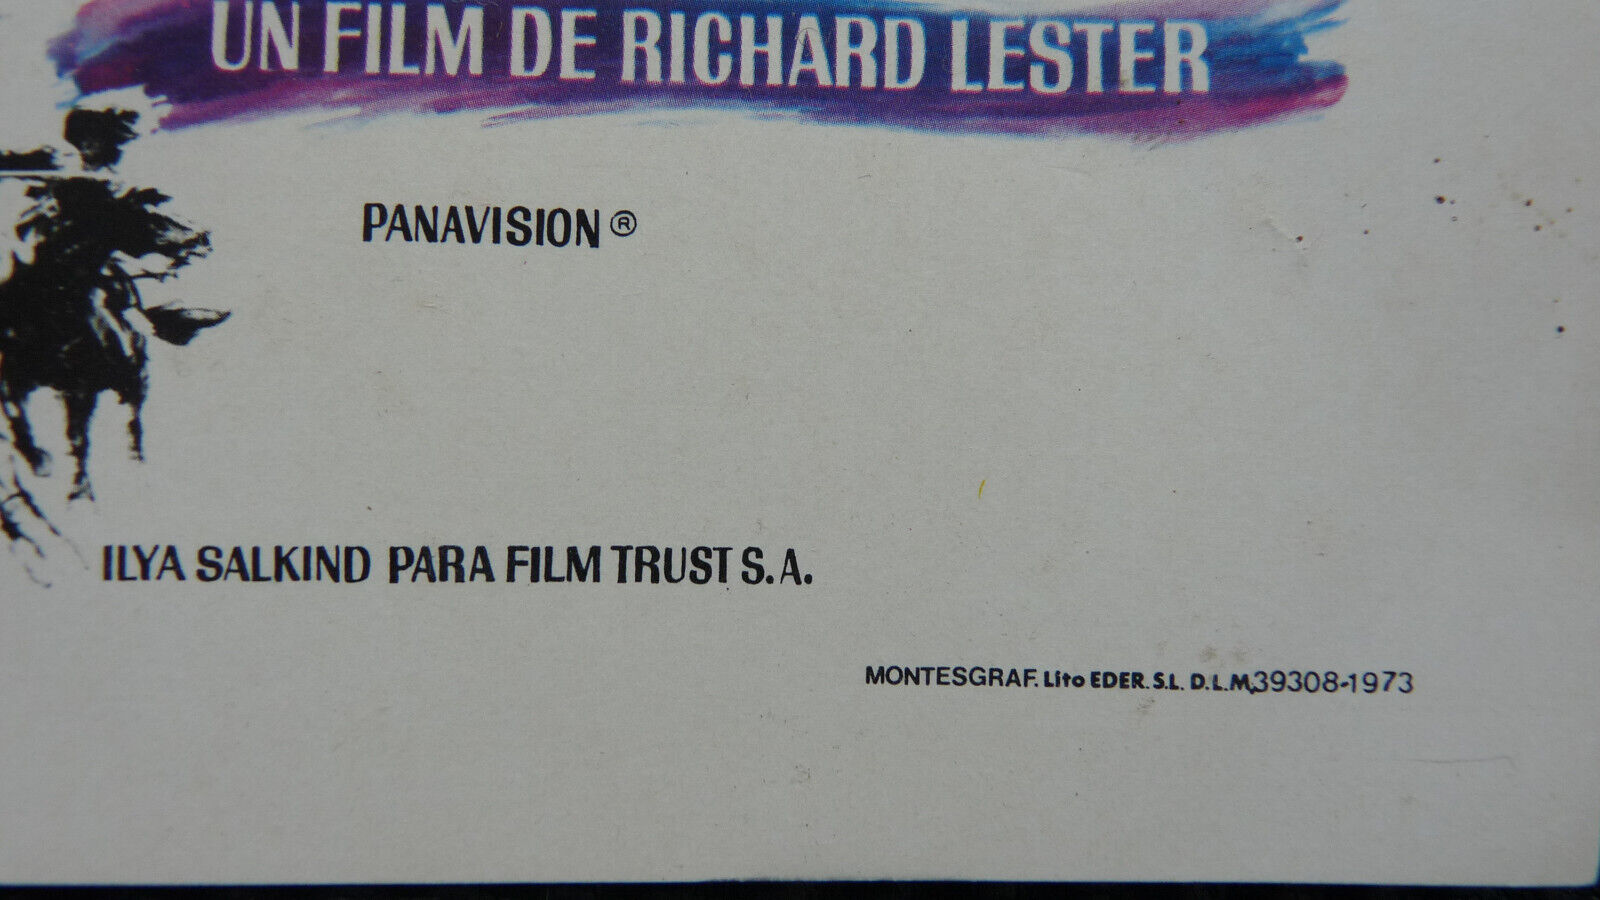 UN FILM DE RICHARD LESTER
PANAVISION ®
ILYA SALKIND PARA FILM TRUST S.A.
MONTESGRAF. Lito EDER. S.L. D.L.M,39308-1973